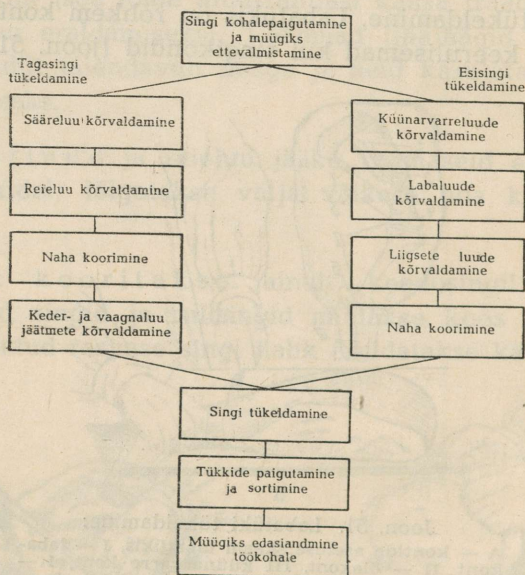 Singi kohalepaigutamine
ja müügiks
ettevalmistamine
Tagasingi
tükeldamine
Esisingi
tükeldamine
Sääreluu kõrvaldamine
Reieluu kõrvaldamine
Naha koorimine
Keder- ja vaagnaluu
jäätmete kõrvaldamine
Küünarvarreluude
kõrvaldamine
Labaluude
kõrvaldamine
Liigsete luude
kõrvaldamine
Naha koorimine
Singi tükeldamine
Tükkide paigutamine
ja sortimine
Müügiks edasiandmine
töökohale